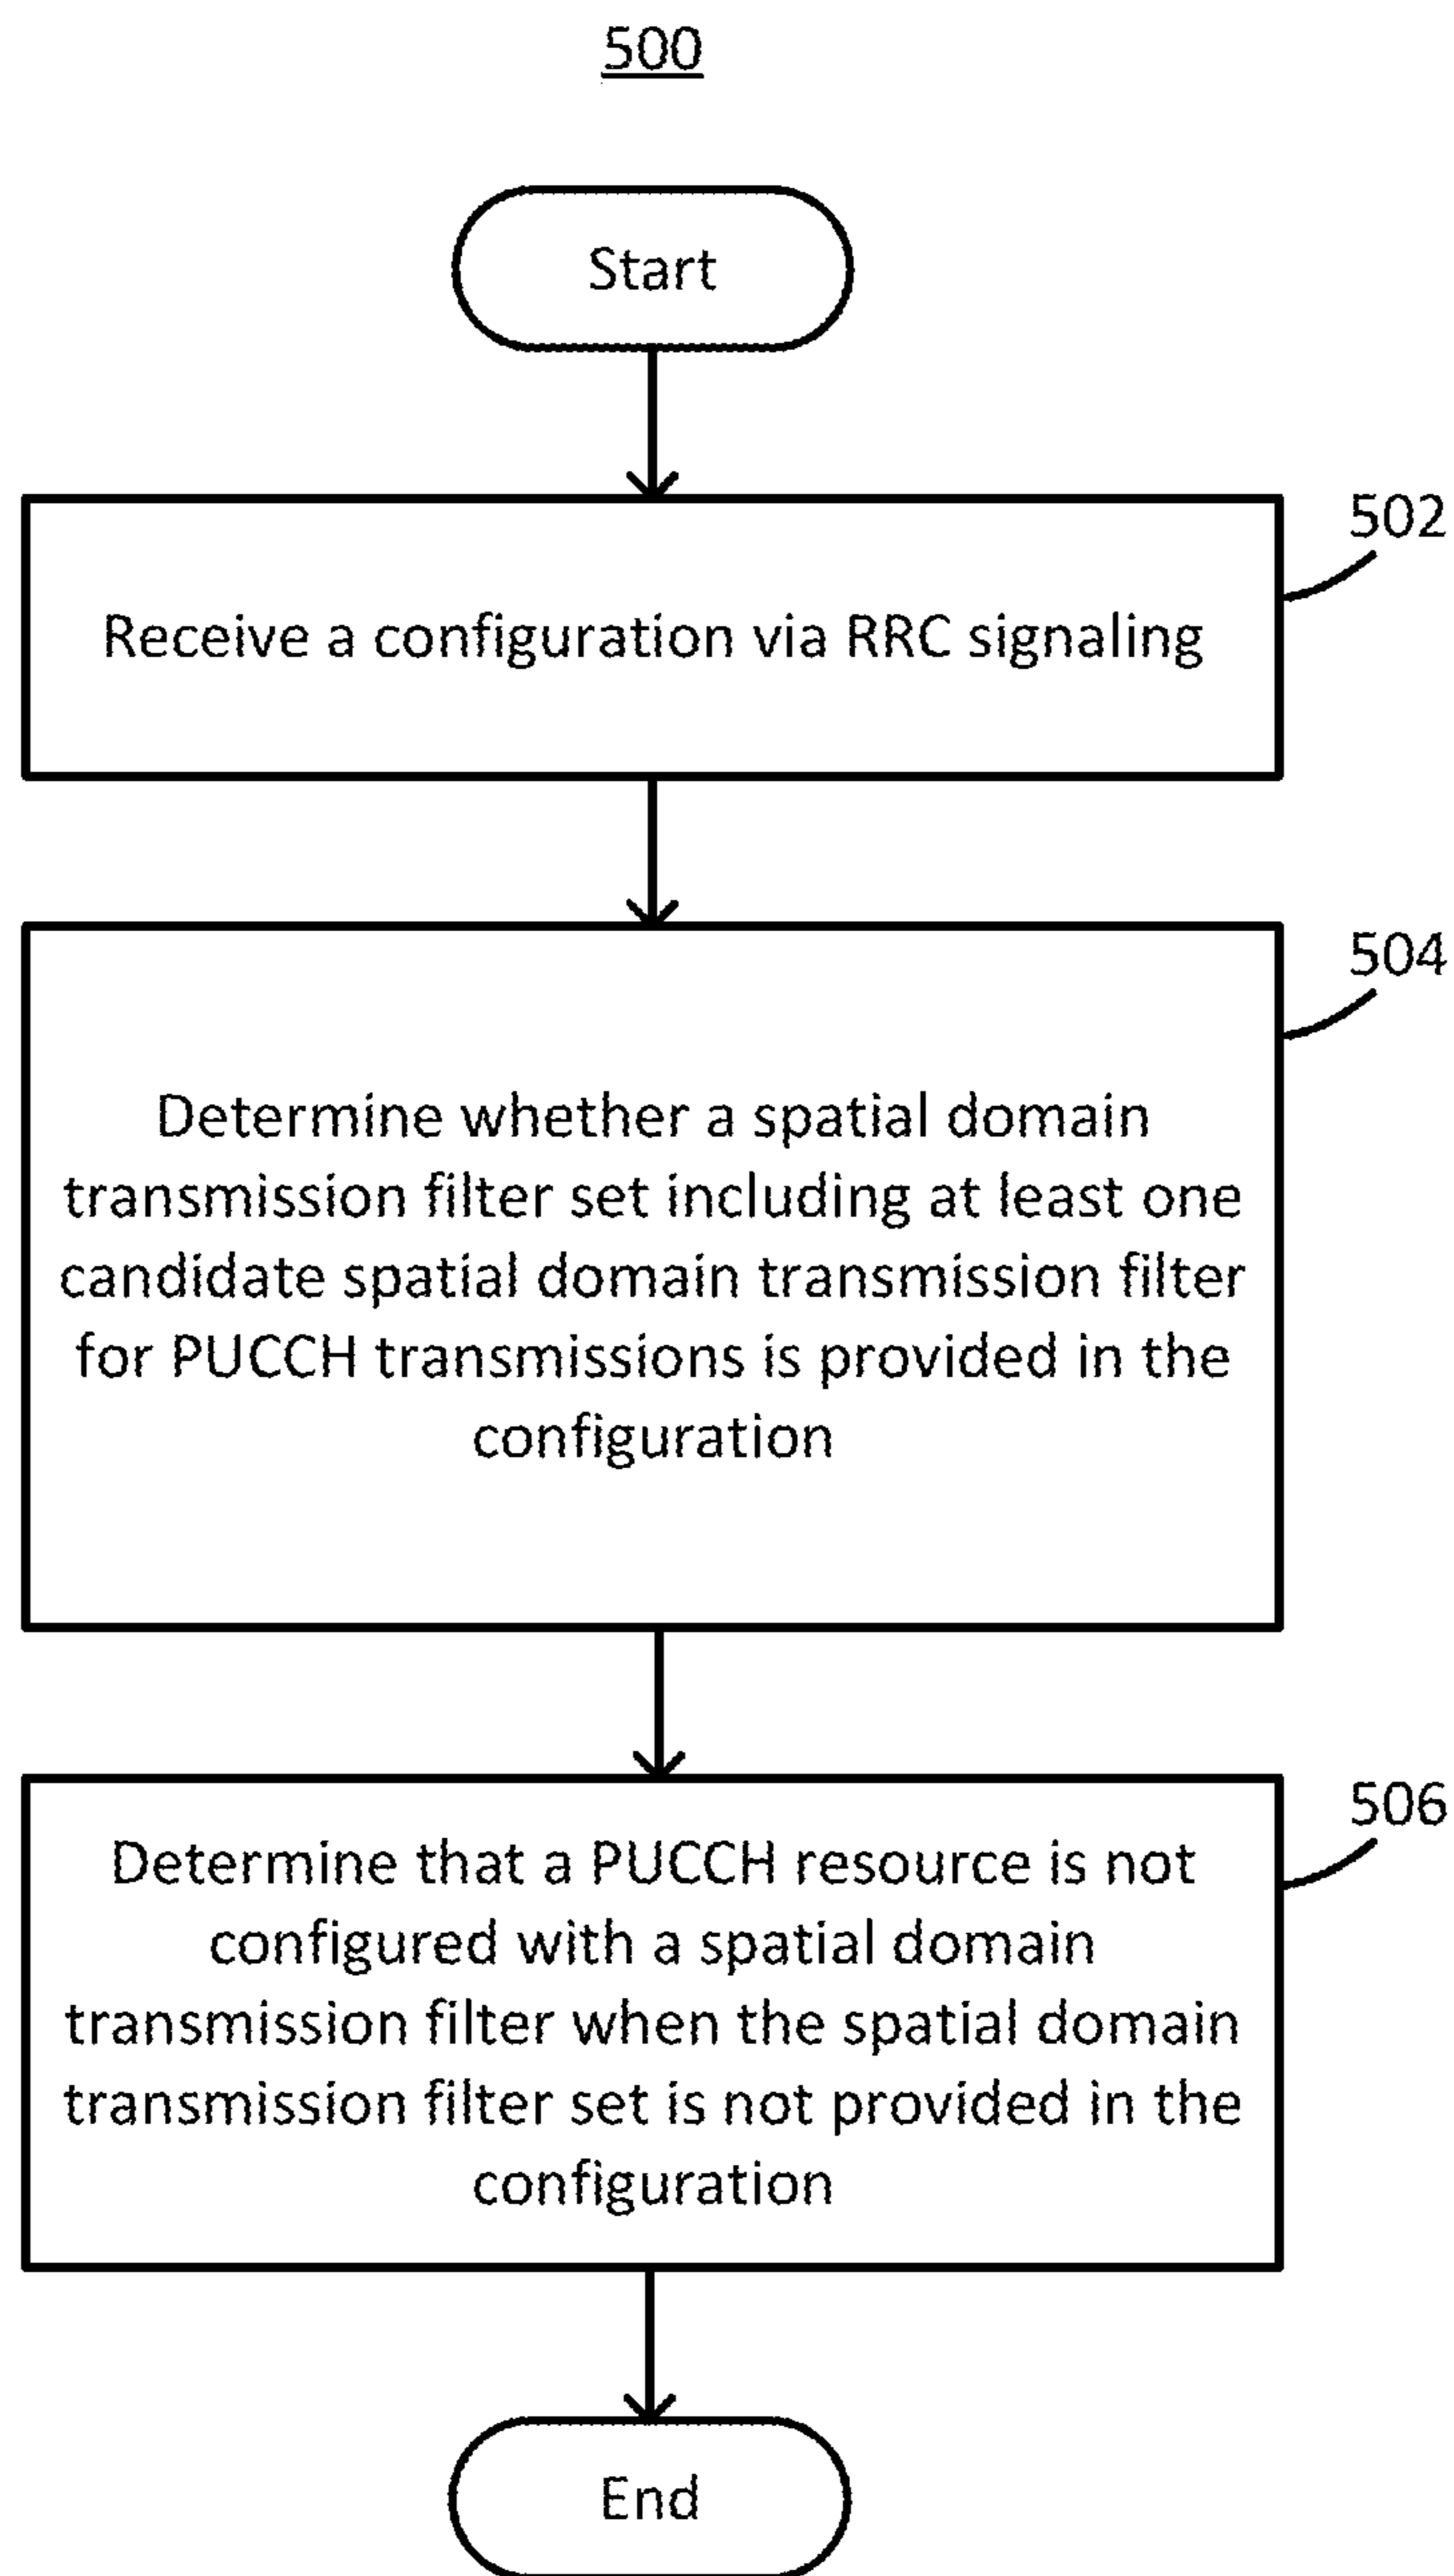 500
Start
502
Receive a configuration via RRC signaling
504
Determine whether a spatial domain
transmission filter set including at least one
candidate spatial domain transmission filter
for PUCCH transmissions is provided in the
configuration
506
Determine that a PUCCH resource is not
configured with a spatial domain
transmission filter when the spatial domain
transmission filter set is not provided in the
configuration
End